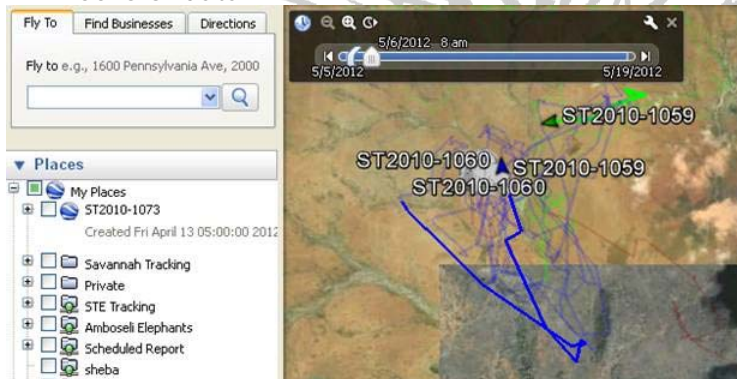 Fly To
Find Businesses
Directions
Fly to e.g., 1600 Pennsylvania Ave, 2000
Places
My Places
ST2010-1073
Created Fri April 13 05:00:00 2012
Savannah Tracking
Private
STE Tracking
Amboseli Elephants
Scheduled Report
sheba
5/6/2012 8 am
5/5/2012
5/19/2012
ST2010-1059
ST2010-1060
ST2010-1059
ST2010-1060